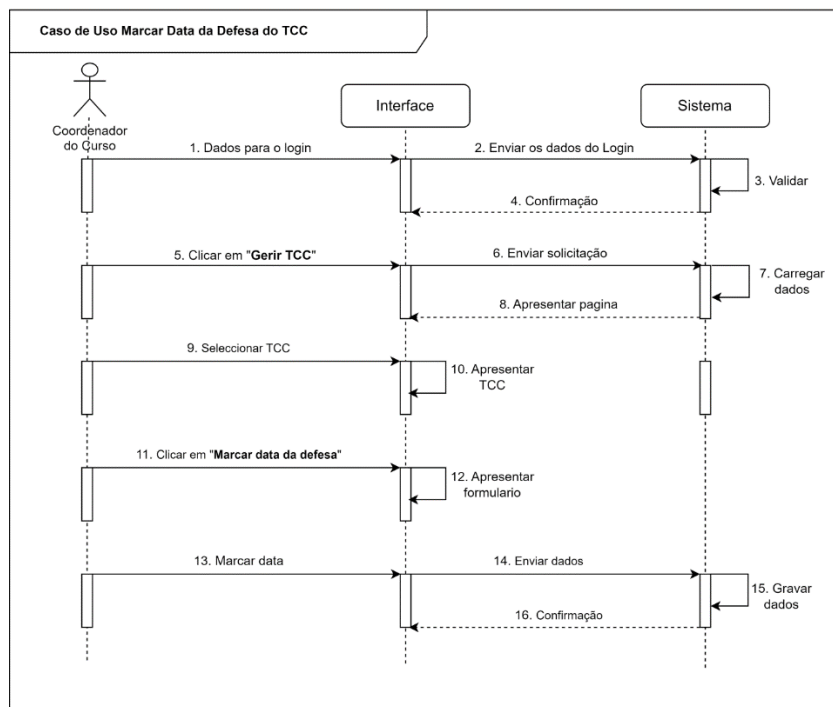 Caso de Uso Marcar Data da Defesa do TCC
Interface
Sistema
Coordenador
do Curso
1. Dados para o login
2. Enviar os dados do Login
3. Validar
4. Confirmação
5. Clicar em "Gerir TCC"
6. Enviar solicitação
7. Carregar
dados
8. Apresentar pagina
9. Seleccionar TCC
10. Apresentar
TCC
11. Clicar em "Marcar data da defesa"
12. Apresentar
formulario
13. Marcar data
14. Enviar dados
15. Gravar
dados
16. Confirmação